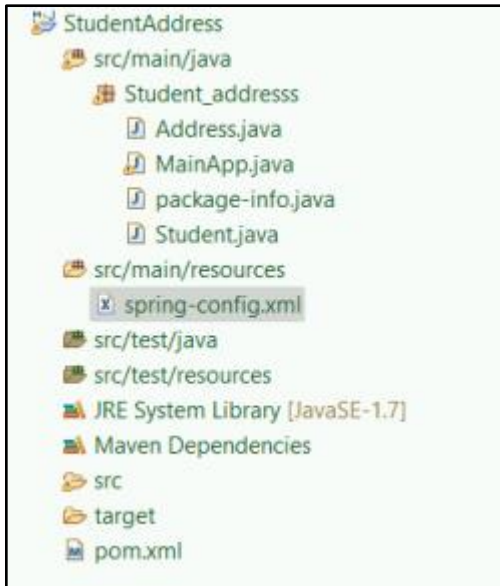 StudentAddress
src/main/java
Student_addresss
Address.java
MainApp.java
package-info.java
Student.java
src/main/resources
spring-config.xml
src/test/java
src/test/resources
JRE System Library [JavaSE-1.7]
Maven Dependencies
src
target
pom.xml